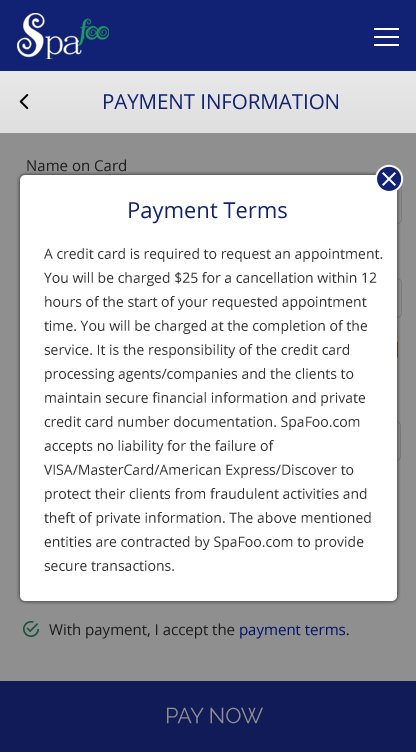 Spafoo
PAYMENT INFORMATION
Name on Card
Payment Terms
A credit card is required to request an appointment.
You will be charged $25 for a cancellation within 12
hours of the start of your requested appointment
time. You will be charged at the completion of the
service. It is the responsibility of the credit card
processing agents/companies and the clients to
maintain secure financial information and private
credit card number documentation. SpaFoo.com
accepts no liability for the failure of
VISA/MasterCard/American Express/Discover to
protect their clients from fraudulent activities and
theft of private information. The above mentioned
entities are contracted by SpaFoo.com to provide
secure transactions.
With payment, I accept the payment terms.
PAY NOW